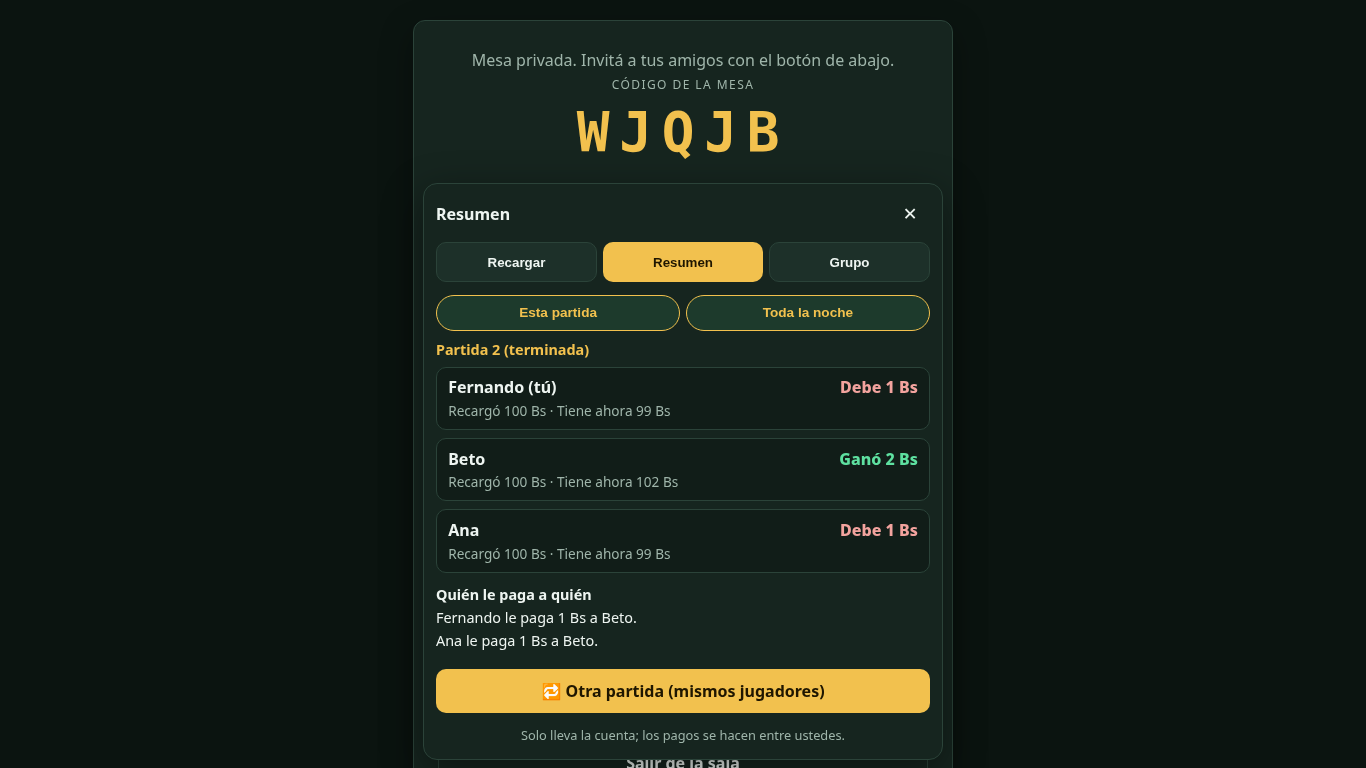 Mesa privada. Invitá a tus amigos con el botón de abajo.
CÓDIGO DE LA MESA
WJQJB
Resumen ✕
Recargar Resumen Grupo
Esta partida Toda la noche
Partida 2 (terminada)
Fernando (tú) Debe 1 Bs
Recargó 100 Bs · Tiene ahora 99 Bs
Beto Ganó 2 Bs
Recargó 100 Bs · Tiene ahora 102 Bs
Ana Debe 1 Bs
Recargó 100 Bs · Tiene ahora 99 Bs
Quién le paga a quién
Fernando le paga 1 Bs a Beto.
Ana le paga 1 Bs a Beto.
🔁 Otra partida (mismos jugadores)
Solo lleva la cuenta; los pagos se hacen entre ustedes.
Salir de la sala